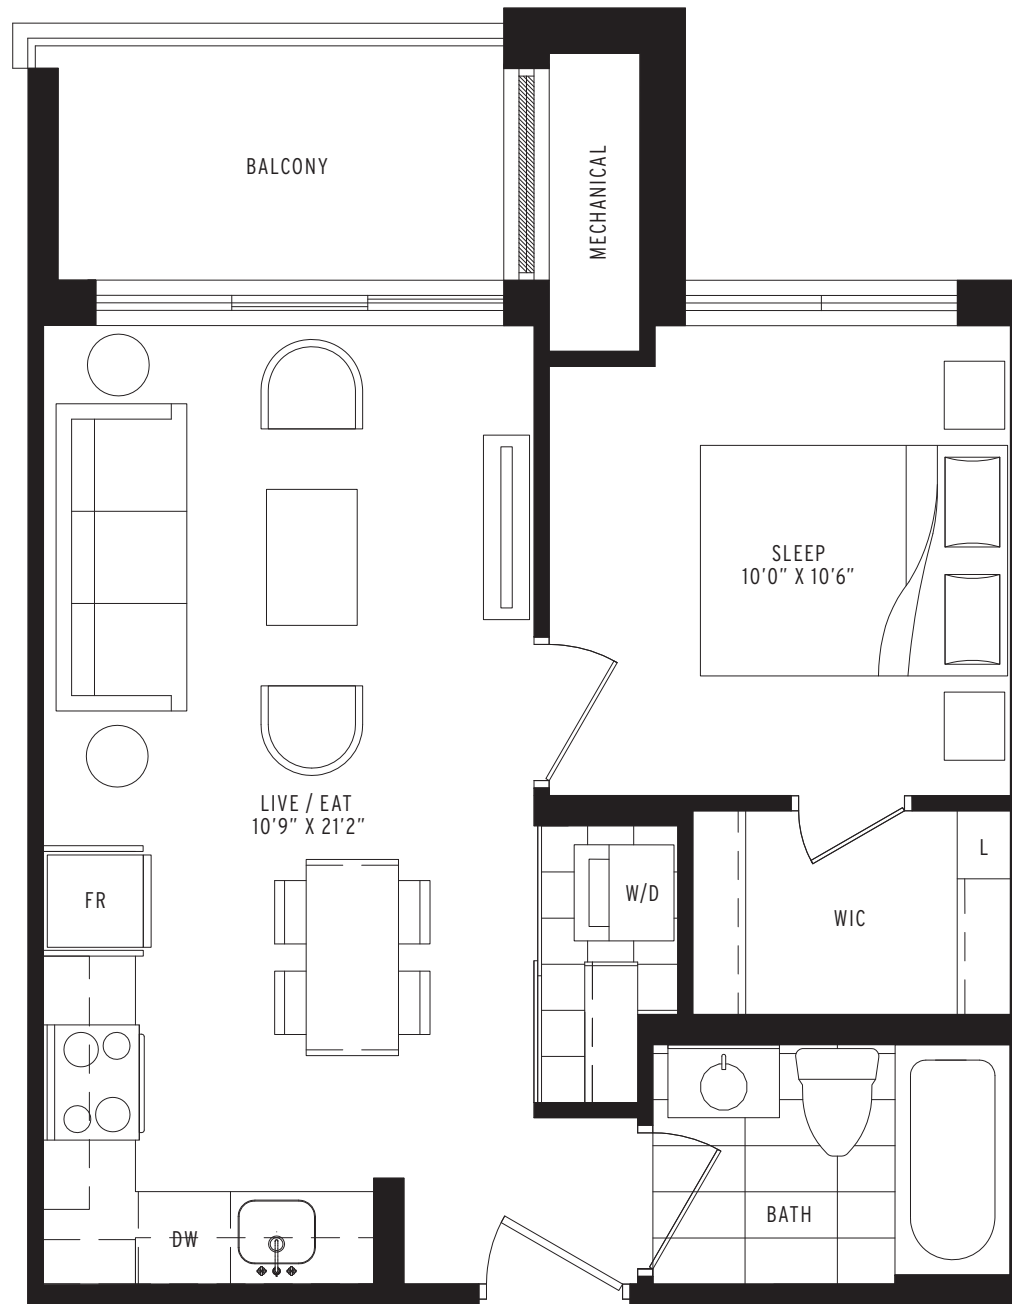 BALCONY
MECHANICAL
SLEEP
10'0" X 10'6"
LIVE / EAT
10'9" X 21'2"
L
W/D
FR
WIC
BATH
DW